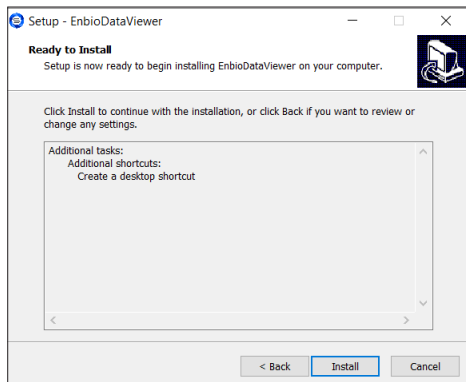 Setup - EnbioDataViewer
Ready to Install
Setup is now ready to begin installing EnbioDataViewer on your computer.
Click Install to continue with the installation, or click Back if you want to review or
change any settings.
Additional tasks:
Additional shortcuts:
Create a desktop shortcut
< Back
Install
Cancel